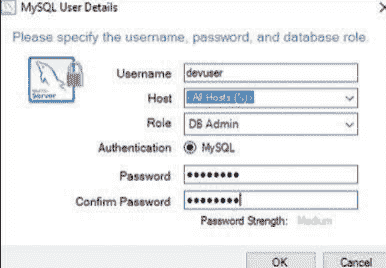 MySQL User Details
Please specify the username, password, and database role.
Server
Username devuser
Host <All Hosts (%)>
Role DB Admin
Authentication MySQL
Password ●●●●●●●●
Confirm Password ●●●●●●●●
Password Strength: Medium
OK Cancel